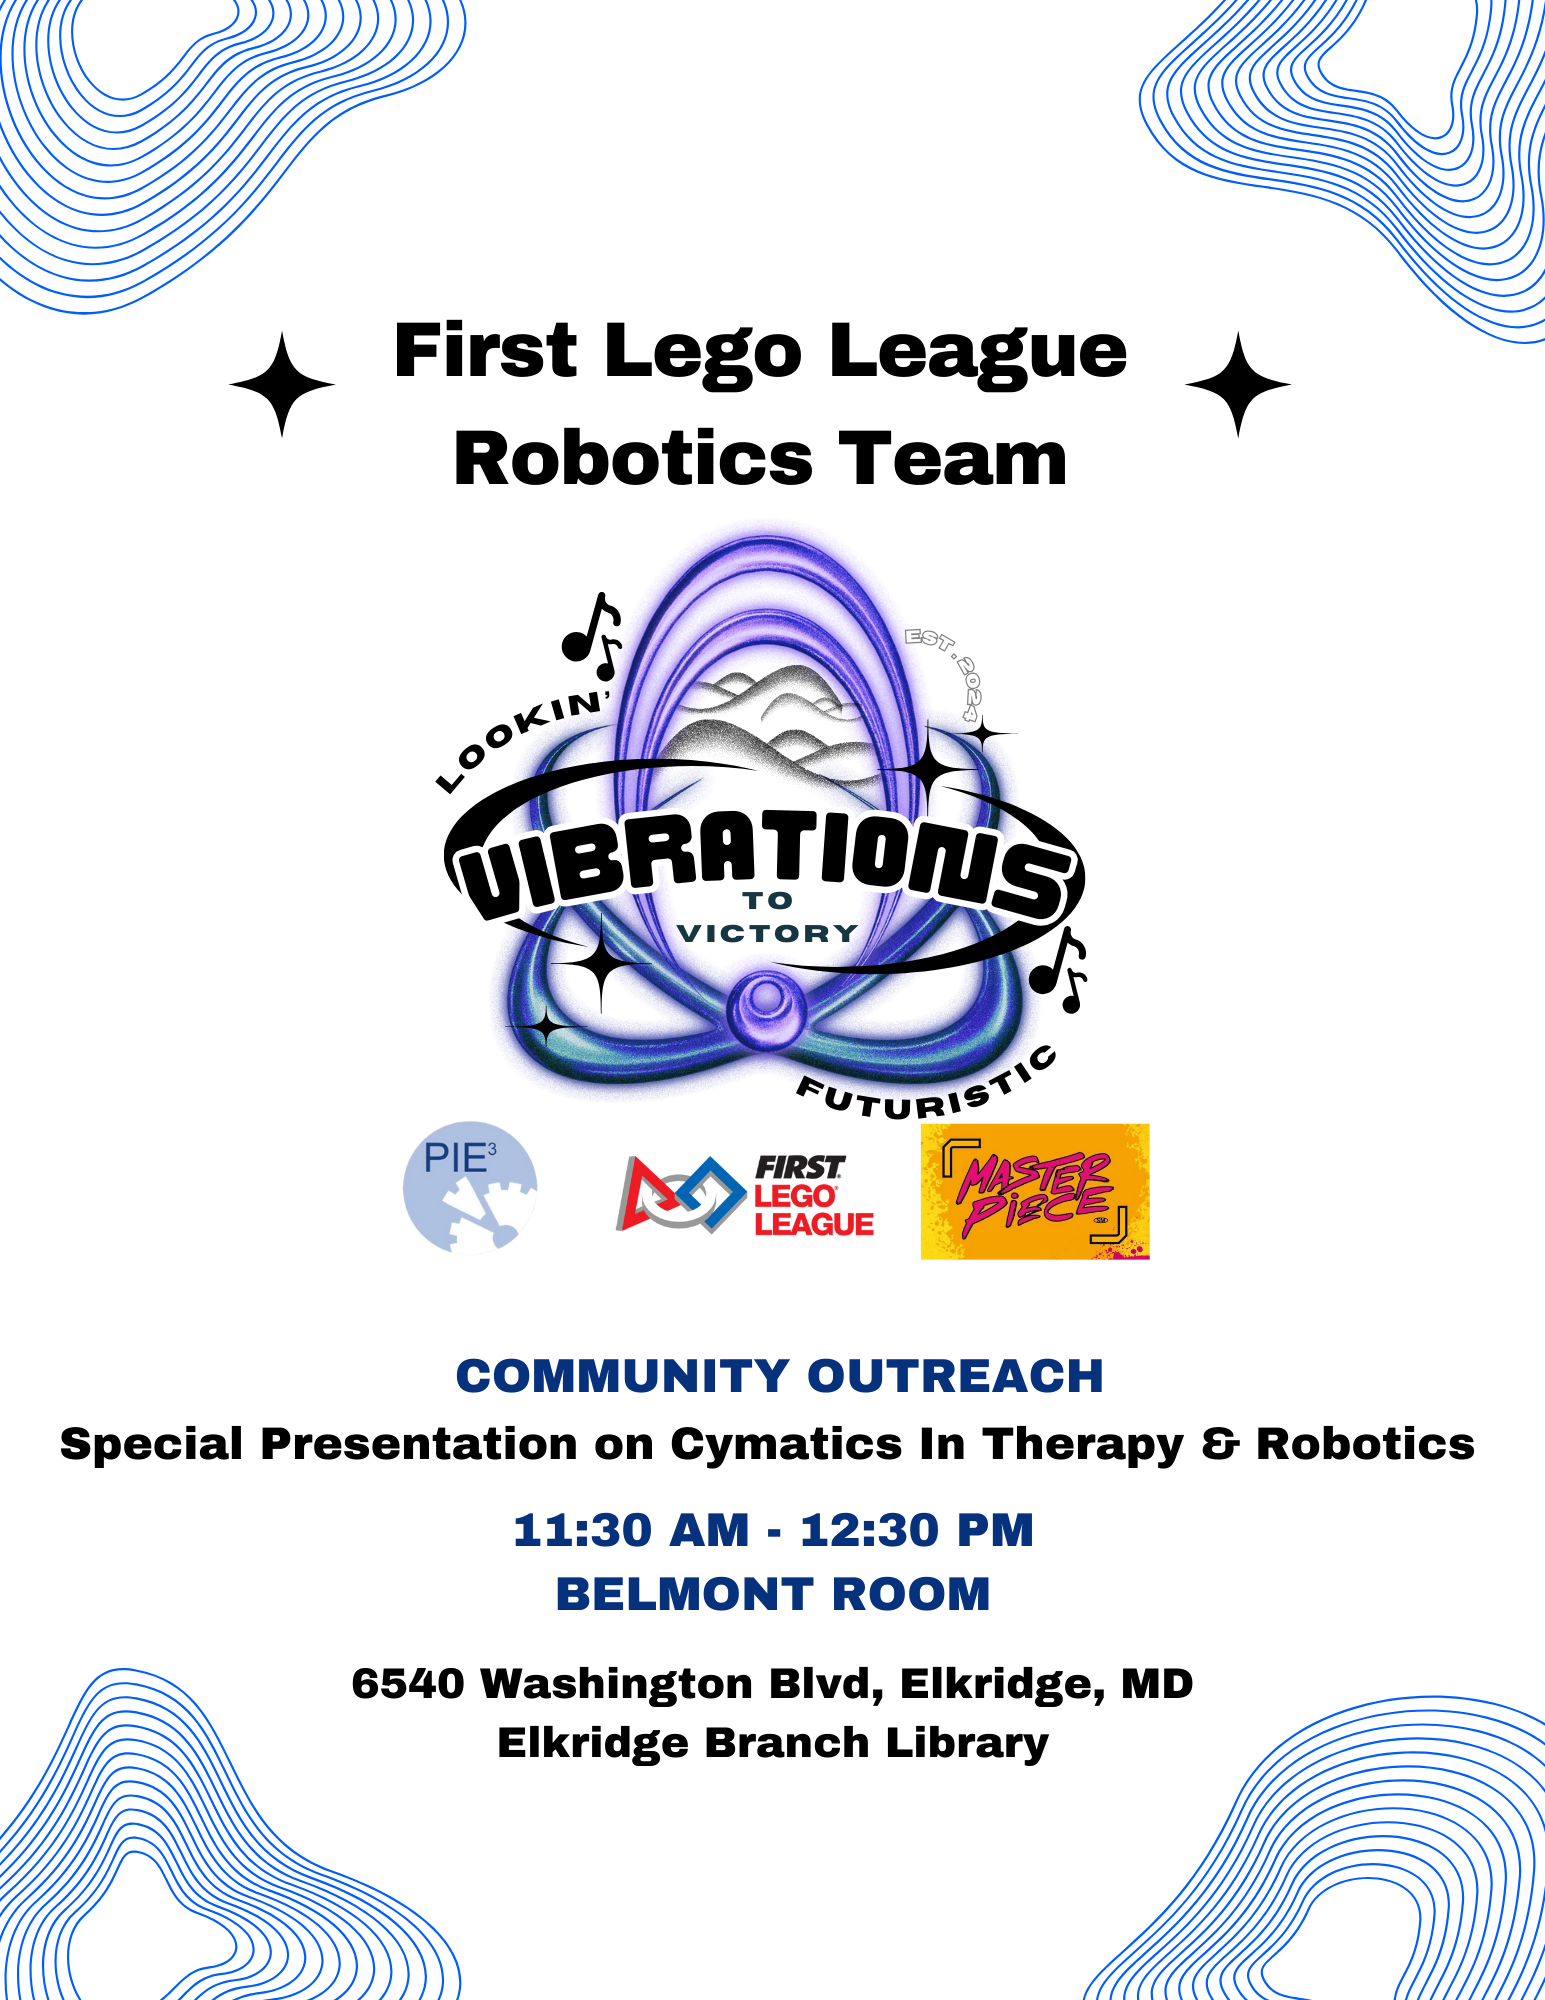 First Lego League
Robotics Team
EST. 2024
LOOKIN'
VIBRATIONS
TO
VICTORY
FUTURISTIC
PIE³
FIRST
LEGO
LEAGUE
MASTER
PIECE
COMMUNITY OUTREACH
Special Presentation on Cymatics In Therapy & Robotics
11:30 AM - 12:30 PM
BELMONT ROOM
6540 Washington Blvd, Elkridge, MD
Elkridge Branch Library